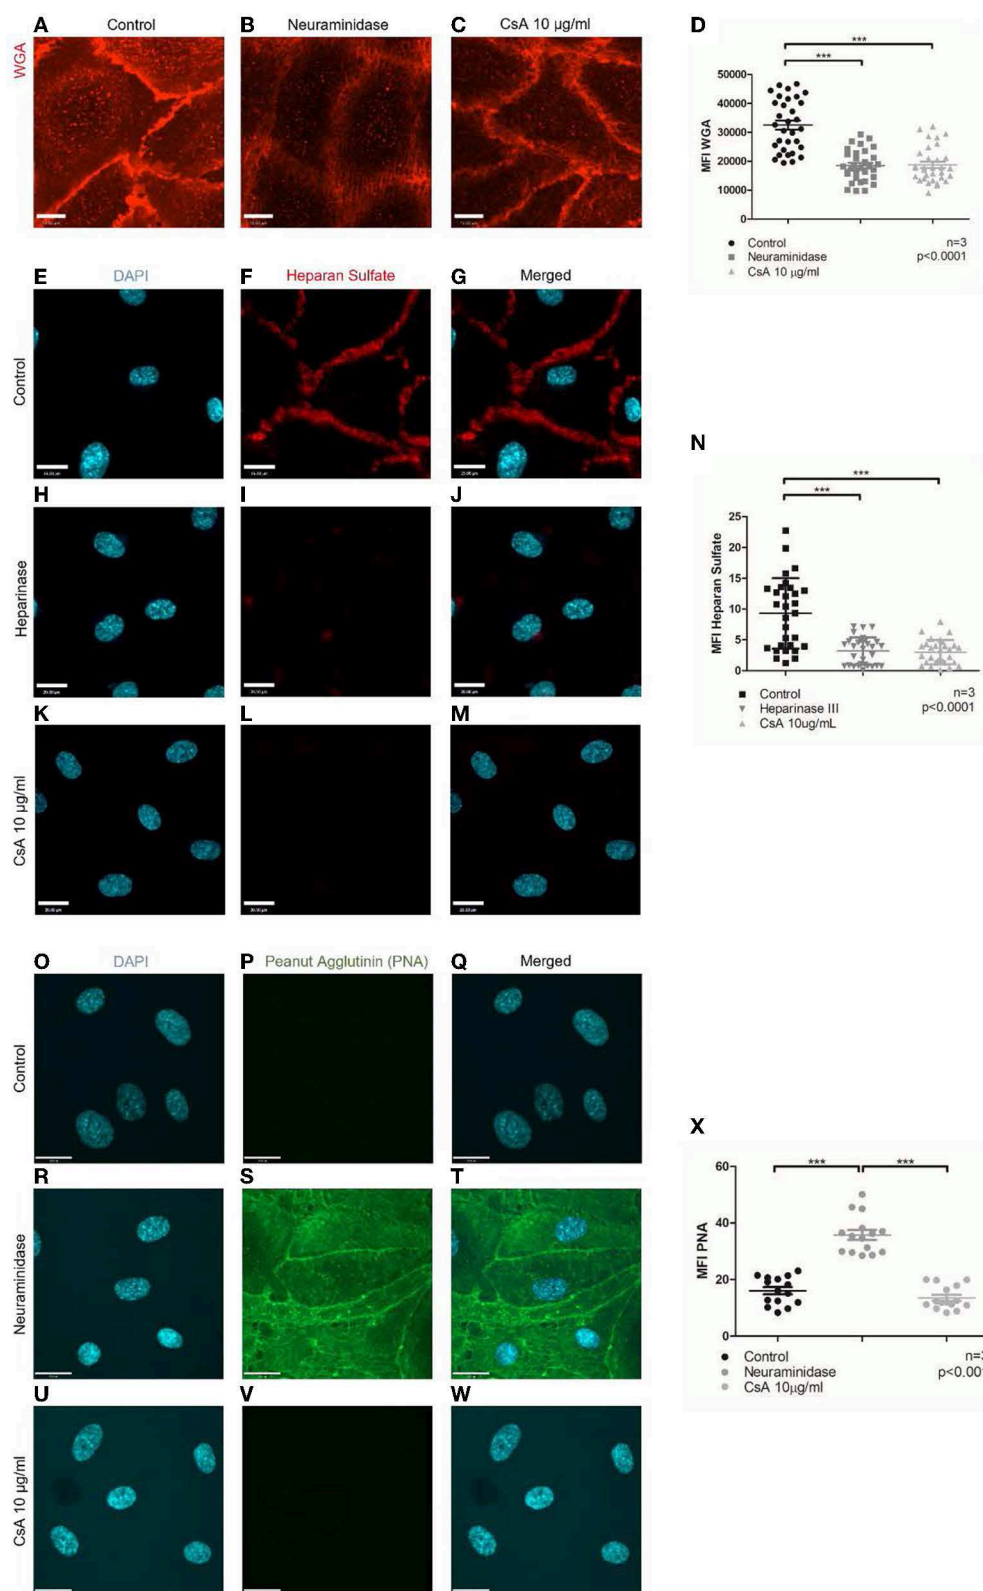 A Control B Neuraminidase C CsA 10 µg/ml D
WGA
***
***
50000
40000
30000
20000
10000
0
MFI WGA
Control n=3
Neuraminidase p<0.0001
CsA 10 µg/ml
E DAPI F Heparan Sulfate G Merged
Control
H I J
Heparinase
K L M
CsA 10 µg/ml
N
***
***
25
20
15
10
5
0
MFI Heparan Sulfate
Control n=3
Heparinase III p<0.0001
CsA 10ug/mL
O DAPI P Peanut Agglutinin (PNA) Q Merged
Control
R S T
Neuraminidase
U V W
CsA 10 µg/ml
X
*** ***
60
40
20
0
MFI PNA
Control n=3
Neuraminidase p<0.00
CsA 10µg/ml